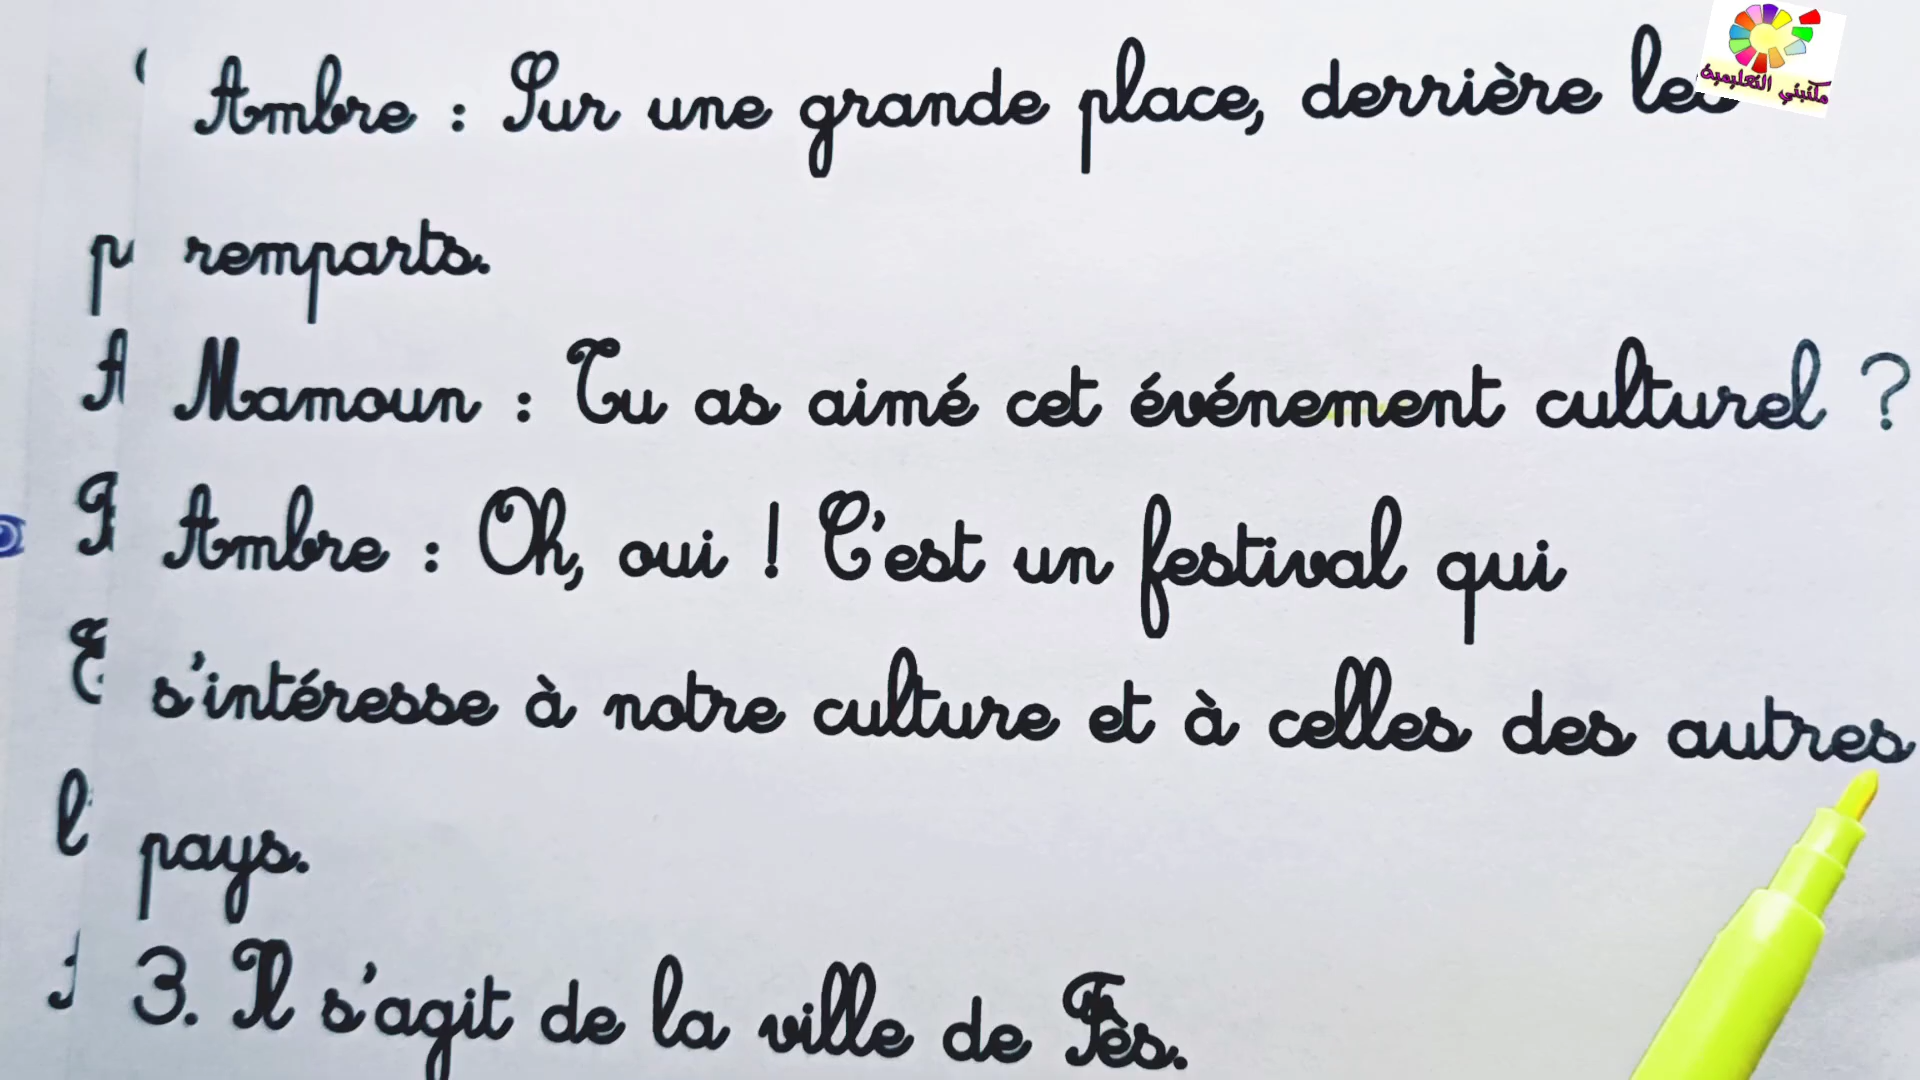 Ambre : Sur une grande place, derrière les
remparts.
Mamoun : Tu as aimé cet événement culturel ?
Ambre : Oh, oui ! C'est un festival qui
s'intéresse à notre culture et à celles des autres
pays.
3. Il s'agit de la ville de Fès.
مكتبتي التعليمية